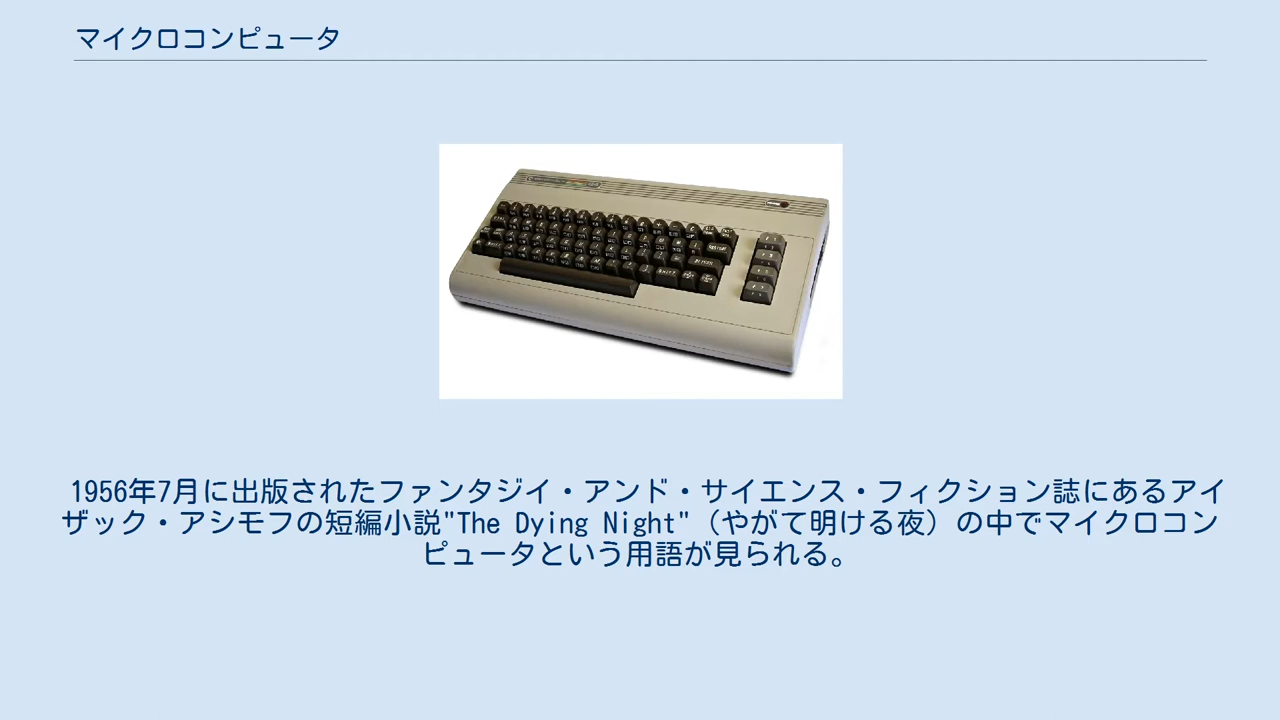 マイクロコンピュータ
1956年7月に出版されたファンタジイ・アンド・サイエンス・フィクション誌にあるアイ
ザック・アシモフの短編小説"The Dying Night"（やがて明ける夜）の中でマイクロコン
ピュータという用語が見られる。